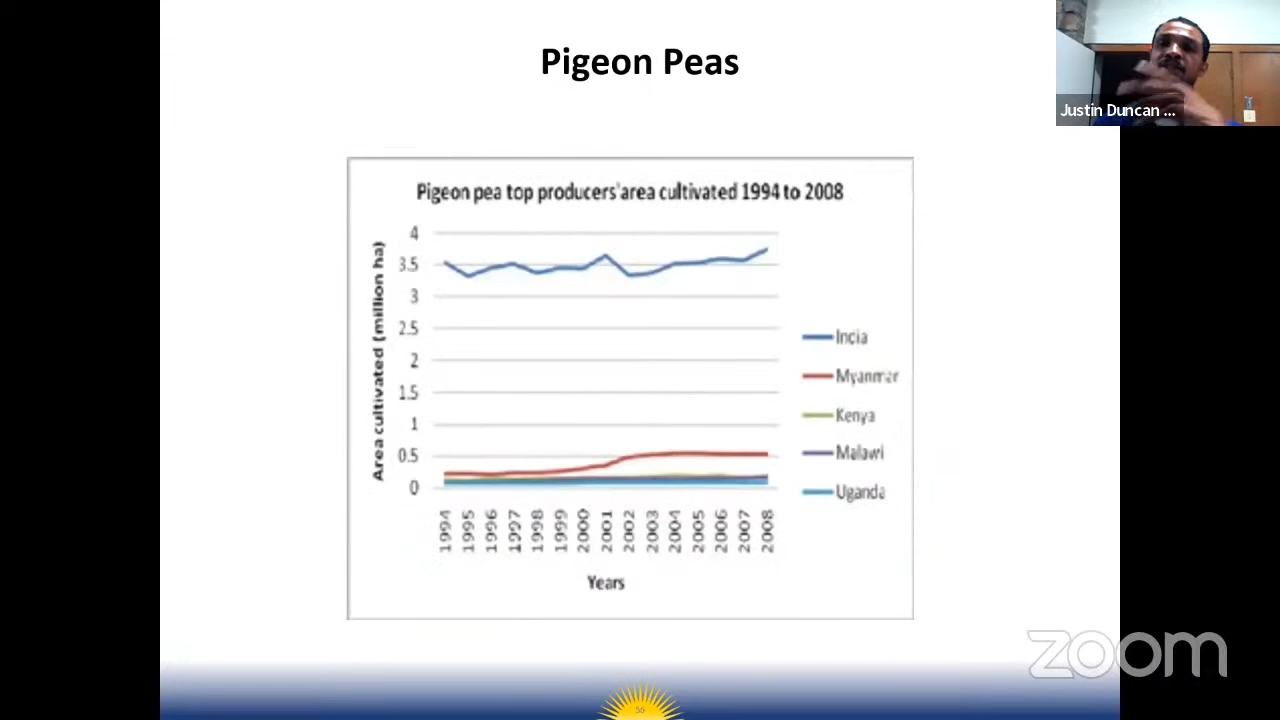 Pigeon Peas
Justin Duncan ...
Pigeon pea top producers'area cultivated 1994 to 2008
Area cultivated (million ha)
4
3.5
3
2.5
2
1.5
1
0.5
0
1994 1995 1996 1997 1998 1999 2000 2001 2002 2003 2004 2005 2006 2007 2008
Years
India
Myanmar
Kenya
Malawi
Uganda
zoom
56